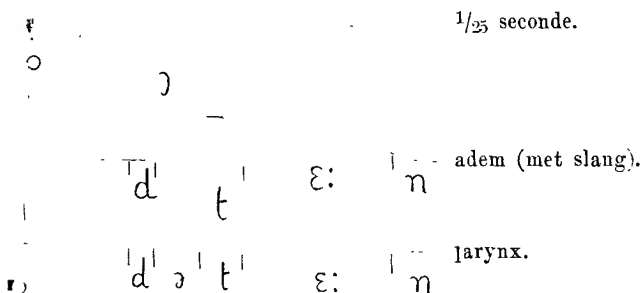 1/25 seconde.
ɔ
ɔ
d t ɛ: n adem (met slang).
d ə t ɛ: n larynx.